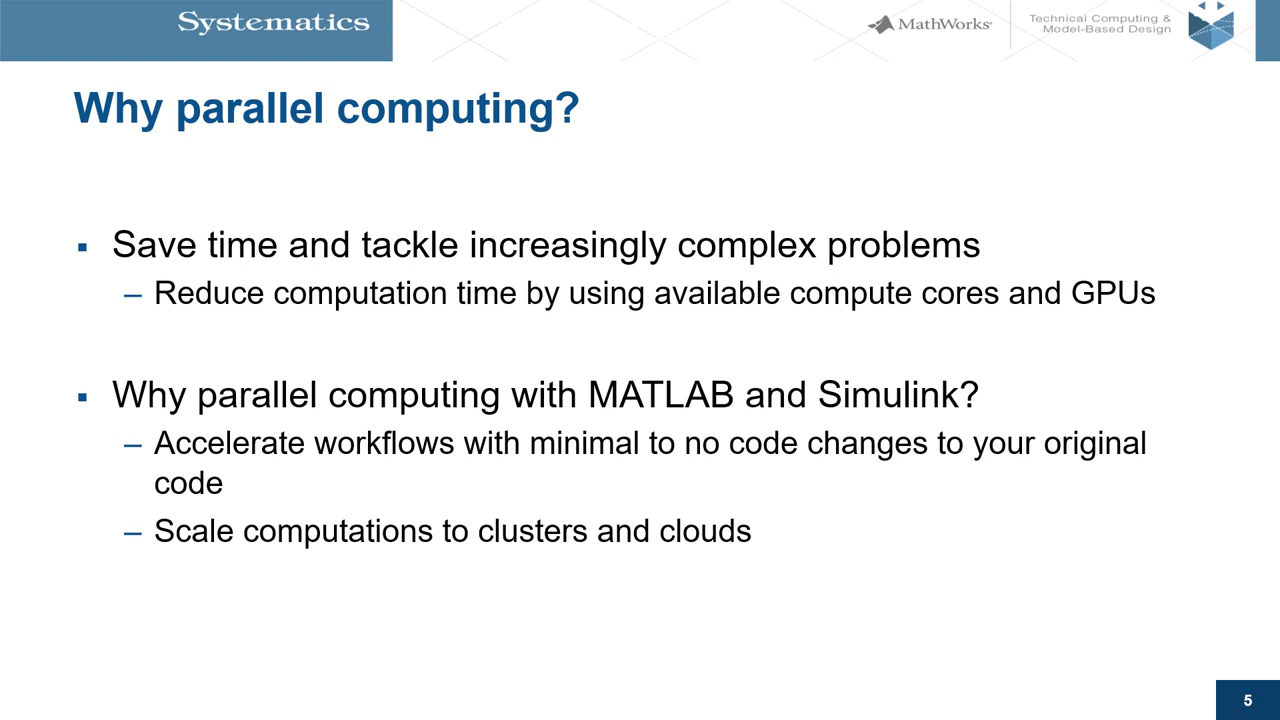 Systematics
MathWorks
Technical Computing &
Model-Based Design
Why parallel computing?
▪ Save time and tackle increasingly complex problems
– Reduce computation time by using available compute cores and GPUs
▪ Why parallel computing with MATLAB and Simulink?
– Accelerate workflows with minimal to no code changes to your original
code
– Scale computations to clusters and clouds
5